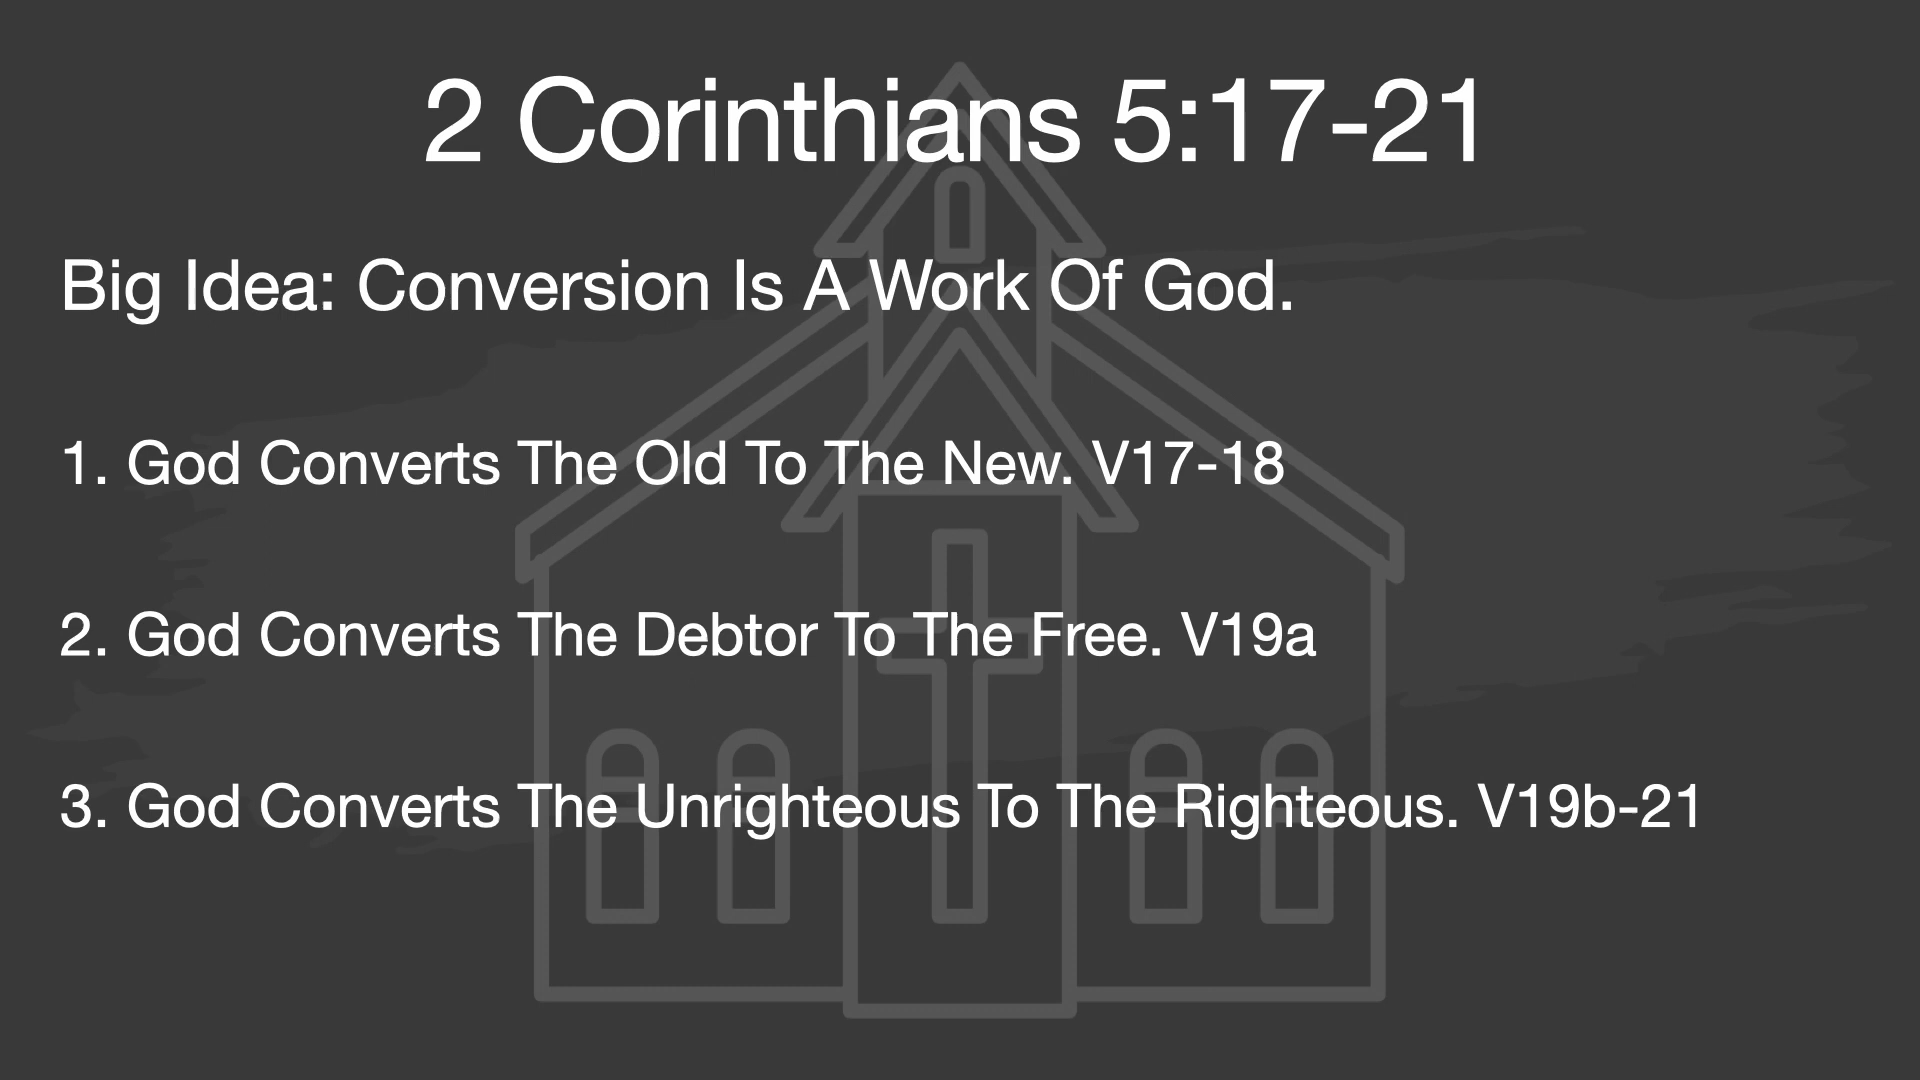 2 Corinthians 5:17-21
Big Idea: Conversion Is A Work Of God.
1. God Converts The Old To The New. V17-18
2. God Converts The Debtor To The Free. V19a
3. God Converts The Unrighteous To The Righteous. V19b-21